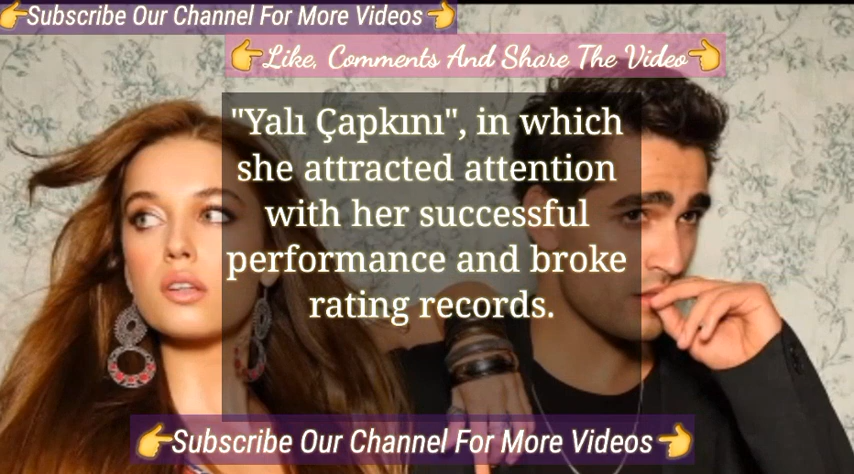 👉Subscribe Our Channel For More Videos👈
👉Like, Comments And Share The Video👈
"Yalı Çapkını", in which
she attracted attention
with her successful
performance and broke
rating records.
👉Subscribe Our Channel For More Videos👈